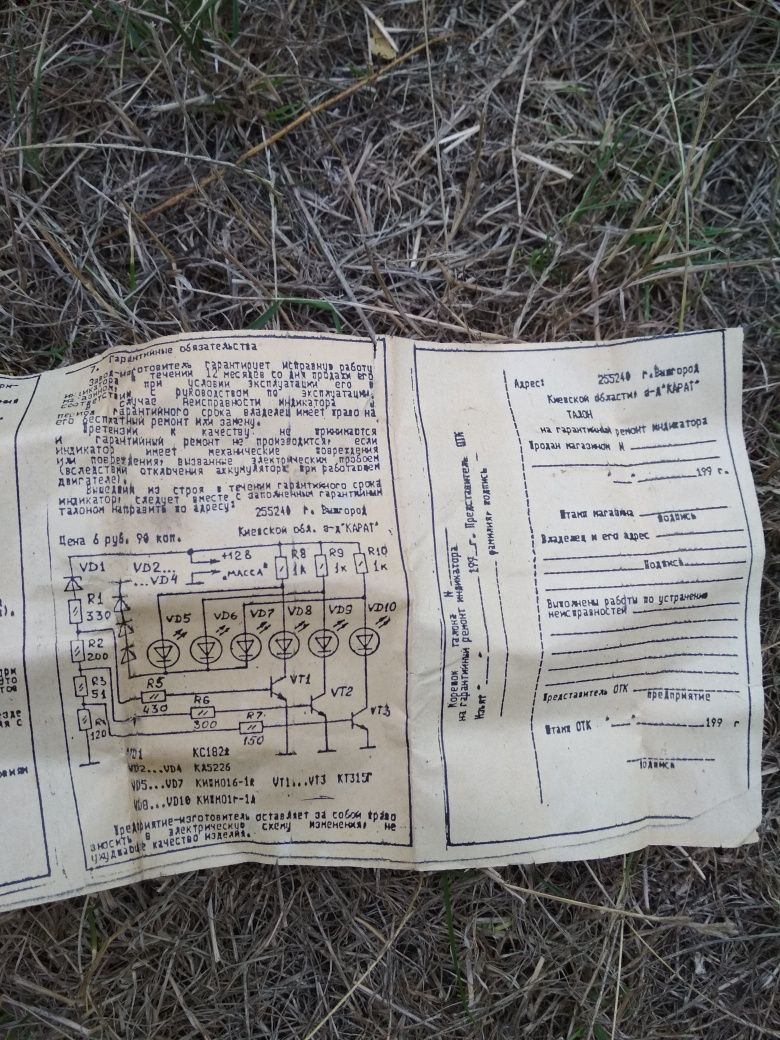 7. Гарантийные обязательства
Завод-изготовитель гарантирует исправную работу
в течении 12 месяцев со дня продажи его
при условии эксплуатации его в
руководством по эксплуатации.
случае неисправности индикатора в
период гарантийного срока владелец имеет право на
его бесплатный ремонт или замену.
Претензии к качеству не принимаются
и гарантийный ремонт не производится, если
индикатор имеет механические повреждения
или повреждения, вызванные электрическим пробоем
(вследствии отключения аккумулятора при работающем
двигателе).
Вышедший из строя в течении гарантийного срока
индикатор, следует вместе с заполненным гарантийным
талоном направить по адресу: 255240 г. Вышгород
Киевской обл. з-д "КАРАТ"
Цена 6 руб. 90 коп.
VD1 VD2... ...VD4 +12В "МАССА" R8 1к R9 1к R10 1к
R1 330
VD5 VD6 VD7 VD8 VD9 VD10
R2 200
R3 51
R4 120
R5 430
R6 300
R7 150
VT1
VT2
VT3
VD1 КС182
VD2...VD4
VD5...VD7
VD8...VD10
VT1...VT3 КТ315Г
Предприятие-изготовитель оставляет за собой право
вносить в электрическую схему изменения, не
ухудшающие качество изделия.
Корешок талона N
на гарантийный ремонт индикатора
Изъят " " 199 г. Представитель ОТК
фамилия, подпись
Адрес: 255240 г. Вышгород
Киевской области, з-д "КАРАТ"
ТАЛОН
на гарантийный ремонт индикатора
Продан магазином N
" " 199 г.
Штамп магазина
подпись
Владелец и его адрес
Подпись
Выполнены работы по устранению
неисправностей
Представитель ОТК предприятие
Штамп ОТК " " 199 г
подпись